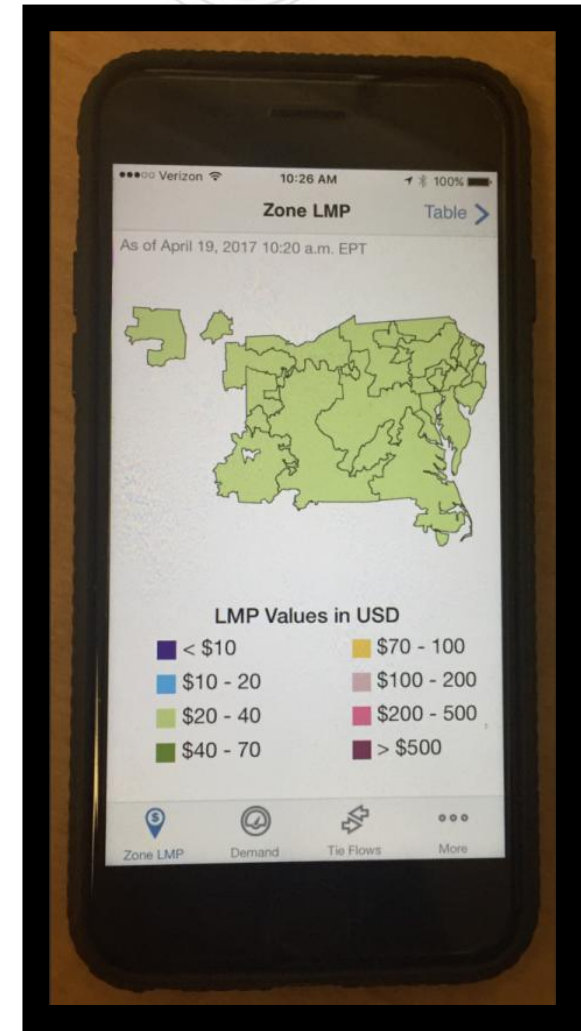 ●●●○○ Verizon 10:26 AM 100%
Zone LMP Table >
As of April 19, 2017 10:20 a.m. EPT
LMP Values in USD
< $10 $70 - 100
$10 - 20 $100 - 200
$20 - 40 $200 - 500
$40 - 70 > $500
Zone LMP Demand Tie Flows More